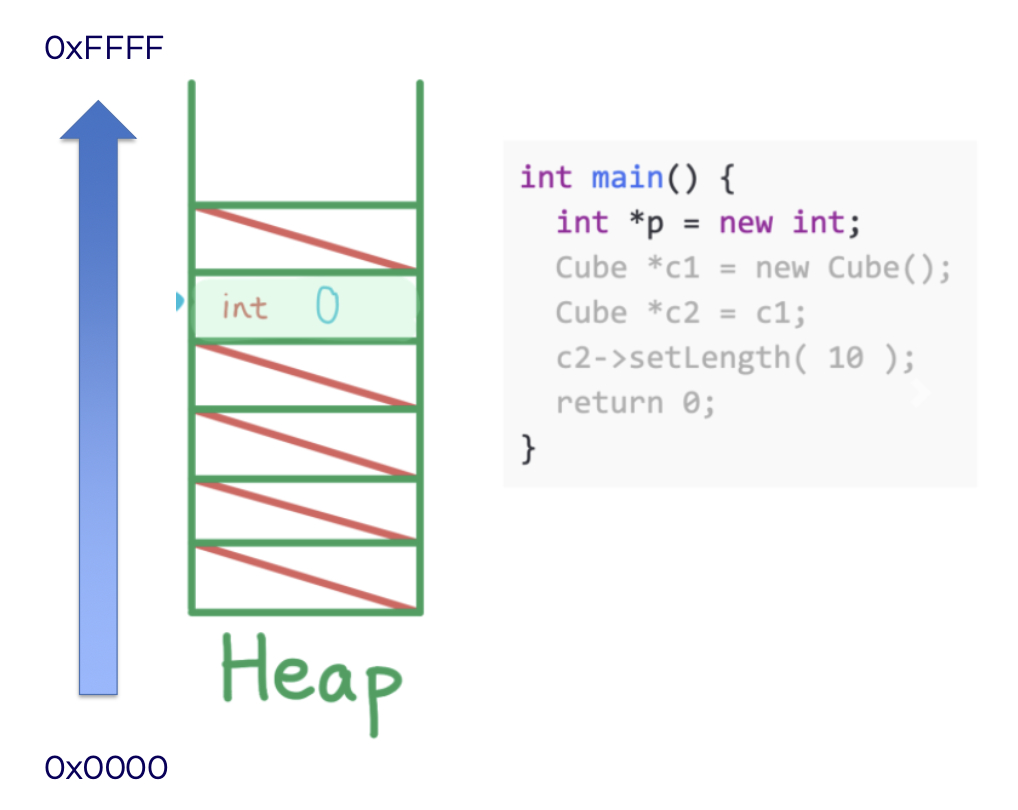 0xFFFF
int 0
Heap
0x0000
int main() {
  int *p = new int;
  Cube *c1 = new Cube();
  Cube *c2 = c1;
  c2->setLength( 10 );
  return 0;
}